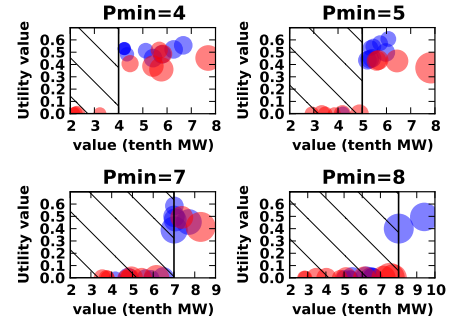 Pmin=4
Pmin=5
Utility value
0.6
0.5
0.4
0.3
0.2
0.1
0.0
2 3 4 5 6 7 8
value (tenth MW)
Utility value
0.6
0.5
0.4
0.3
0.2
0.1
0.0
2 3 4 5 6 7 8
value (tenth MW)
Pmin=7
Pmin=8
Utility value
0.6
0.5
0.4
0.3
0.2
0.1
0.0
2 3 4 5 6 7 8 9
value (tenth MW)
Utility value
0.6
0.5
0.4
0.3
0.2
0.1
0.0
2 3 4 5 6 7 8 9 10
value (tenth MW)